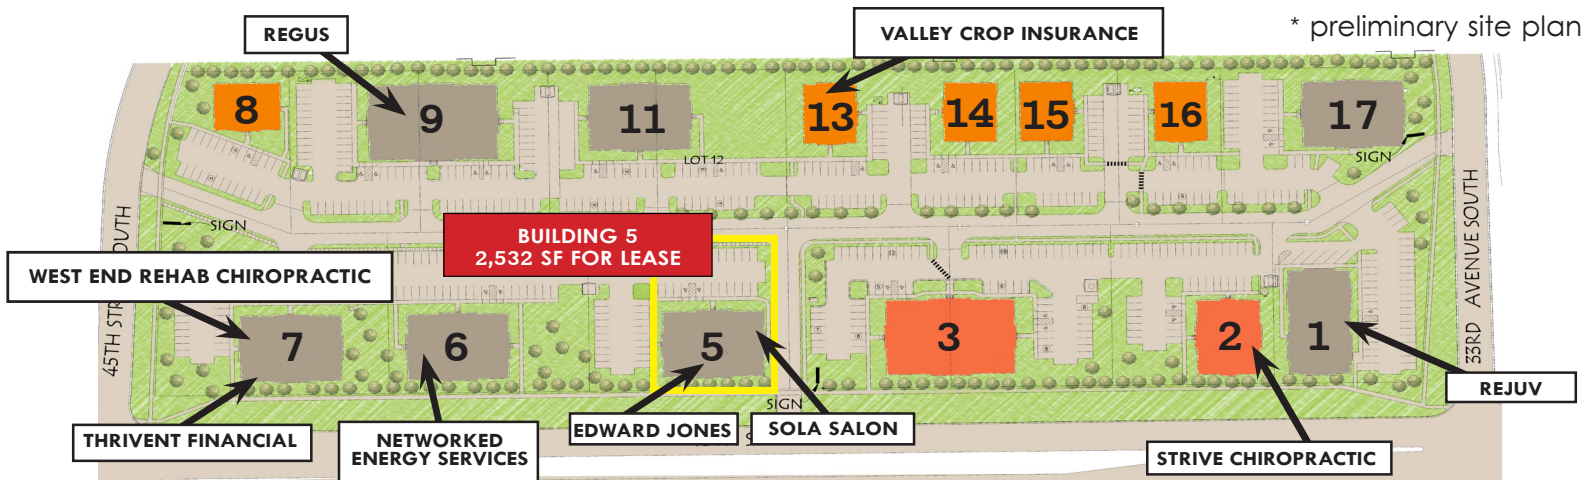 * preliminary site plan
REGUS
VALLEY CROP INSURANCE
8
9
11
13
14
15
16
17
LOT 12
SIGN
SIGN
BUILDING 5
2,532 SF FOR LEASE
WEST END REHAB CHIROPRACTIC
45TH
33RD AVENUE SOUTH
7
6
5
3
2
1
SIGN
REJUV
THRIVENT FINANCIAL
NETWORKED
ENERGY SERVICES
EDWARD JONES
SOLA SALON
STRIVE CHIROPRACTIC